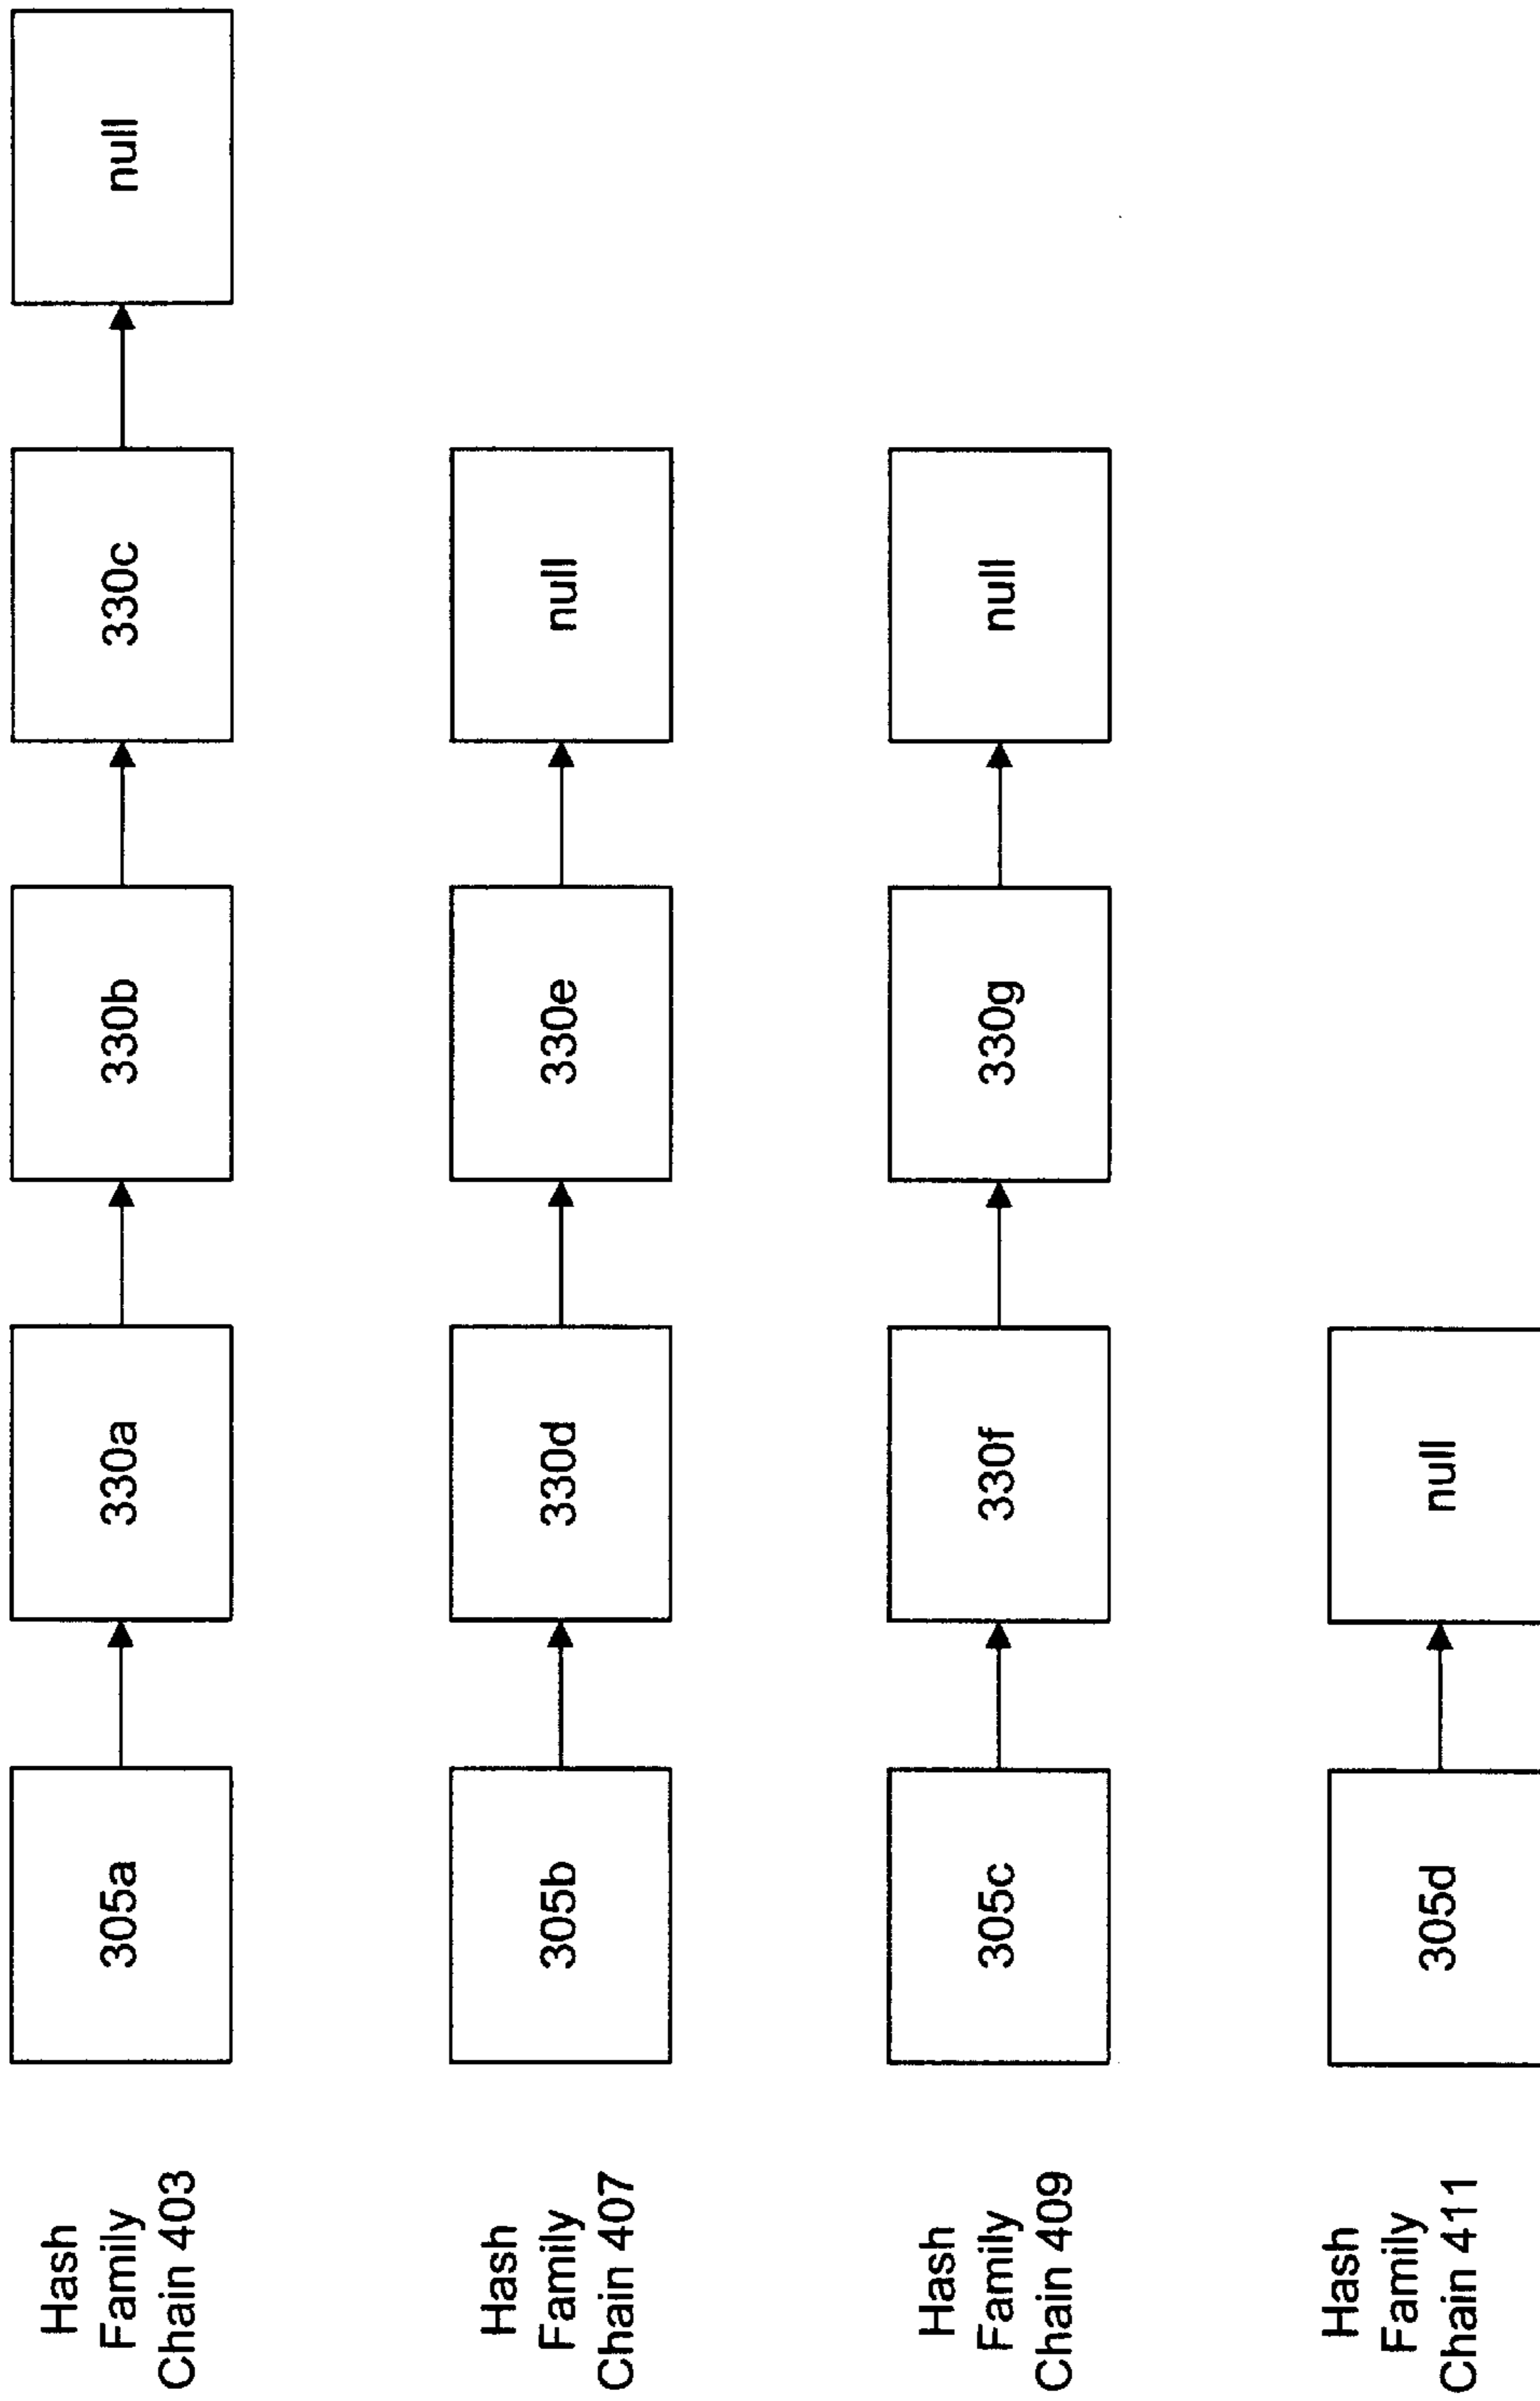 Hash
Family
Chain 403
305a
330a
330b
330c
null
Hash
Family
Chain 407
305b
330d
330e
null
Hash
Family
Chain 409
305c
330f
330g
null
Hash
Family
Chain 411
305d
null